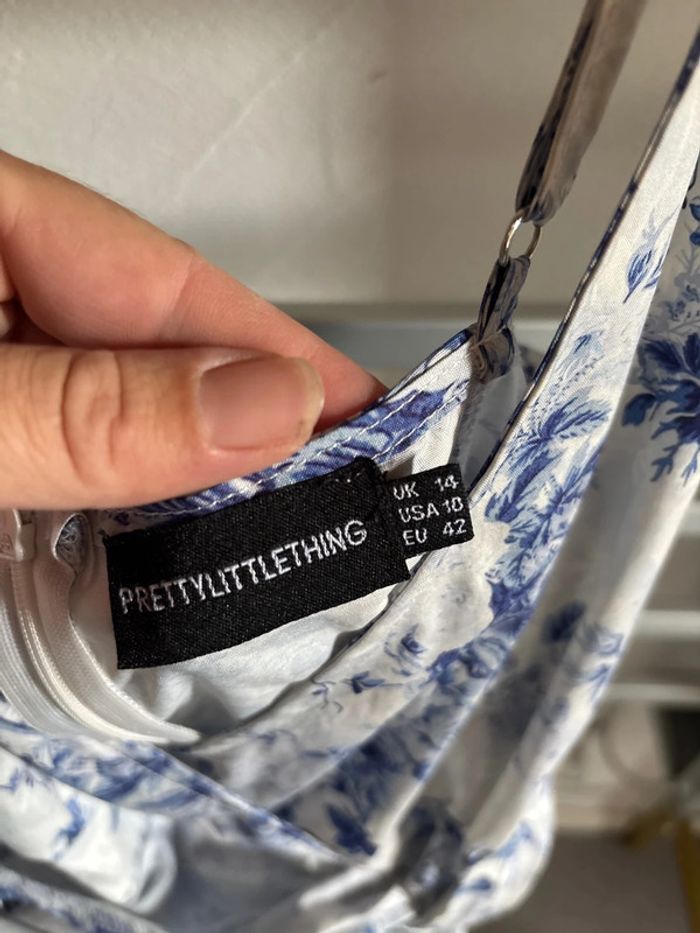 PRETTYLITTLETHING
UK 14
USA 10
EU 42